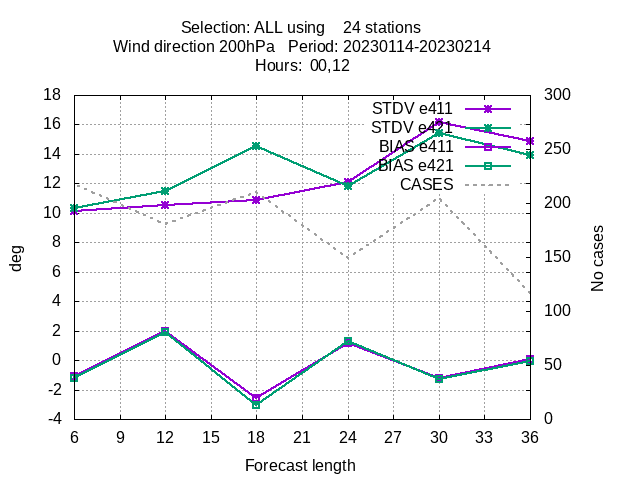 Selection: ALL using    24 stations
Wind direction 200hPa   Period: 20230114-20230214
Hours:  00,12
STDV e411
STDV e421
BIAS e411
BIAS e421
CASES
18
16
14
12
10
8
6
4
2
0
-2
-4
deg
300
250
200
150
100
50
0
No cases
6 9 12 15 18 21 24 27 30 33 36
Forecast length